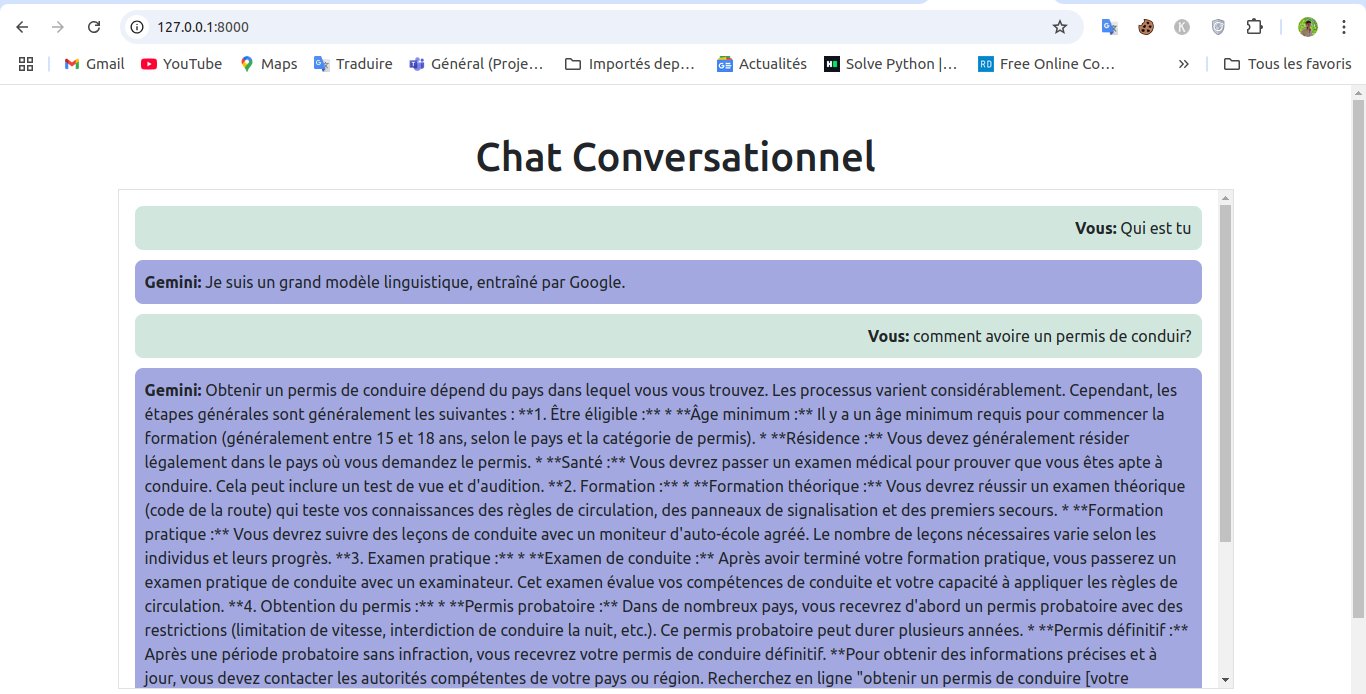 127.0.0.1:8000
K
Gmail YouTube Maps Traduire Général (Proje… Importés dep… Actualités Solve Python |… Free Online Co… » Tous les favoris
Chat Conversationnel
Vous: Qui est tu
Gemini: Je suis un grand modèle linguistique, entraîné par Google.
Vous: comment avoire un permis de conduir?
Gemini: Obtenir un permis de conduire dépend du pays dans lequel vous vous trouvez. Les processus varient considérablement. Cependant, les
étapes générales sont généralement les suivantes : **1. Être éligible :** * **Âge minimum :** Il y a un âge minimum requis pour commencer la
formation (généralement entre 15 et 18 ans, selon le pays et la catégorie de permis). * **Résidence :** Vous devez généralement résider
légalement dans le pays où vous demandez le permis. * **Santé :** Vous devrez passer un examen médical pour prouver que vous êtes apte à
conduire. Cela peut inclure un test de vue et d'audition. **2. Formation :** * **Formation théorique :** Vous devrez réussir un examen théorique
(code de la route) qui teste vos connaissances des règles de circulation, des panneaux de signalisation et des premiers secours. * **Formation
pratique :** Vous devrez suivre des leçons de conduite avec un moniteur d'auto-école agréé. Le nombre de leçons nécessaires varie selon les
individus et leurs progrès. **3. Examen pratique :** * **Examen de conduite :** Après avoir terminé votre formation pratique, vous passerez un
examen pratique de conduite avec un examinateur. Cet examen évalue vos compétences de conduite et votre capacité à appliquer les règles de
circulation. **4. Obtention du permis :** * **Permis probatoire :** Dans de nombreux pays, vous recevrez d'abord un permis probatoire avec des
restrictions (limitation de vitesse, interdiction de conduire la nuit, etc.). Ce permis probatoire peut durer plusieurs années. * **Permis définitif :**
Après une période probatoire sans infraction, vous recevrez votre permis de conduire définitif. **Pour obtenir des informations précises et à
jour, vous devez contacter les autorités compétentes de votre pays ou région. Recherchez en ligne "obtenir un permis de conduire [votre